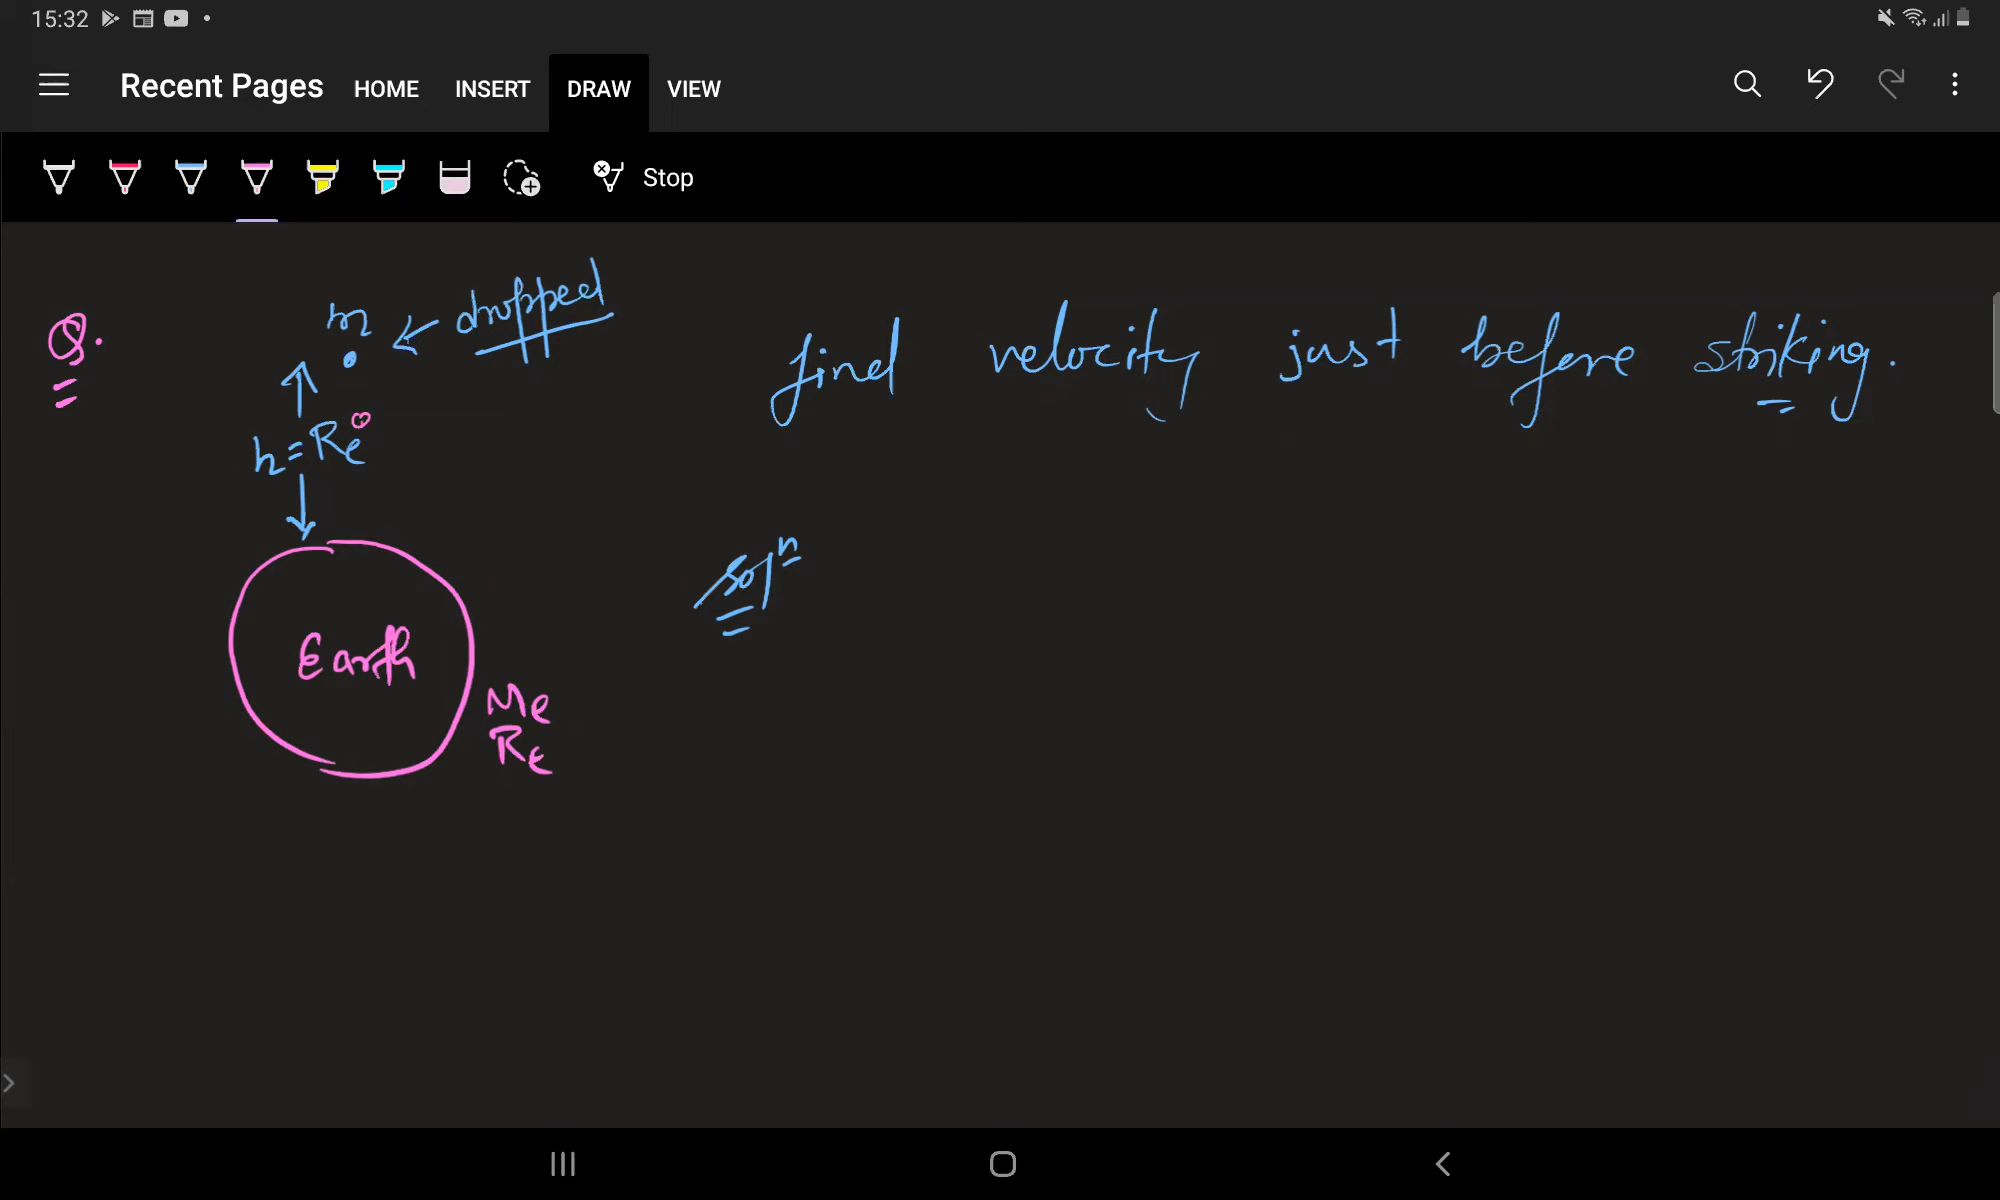 15:32
Recent Pages HOME INSERT DRAW VIEW
Stop
Q. m ← dropped find velocity just before striking.
h = Re
solⁿ
Earth
Me
Re